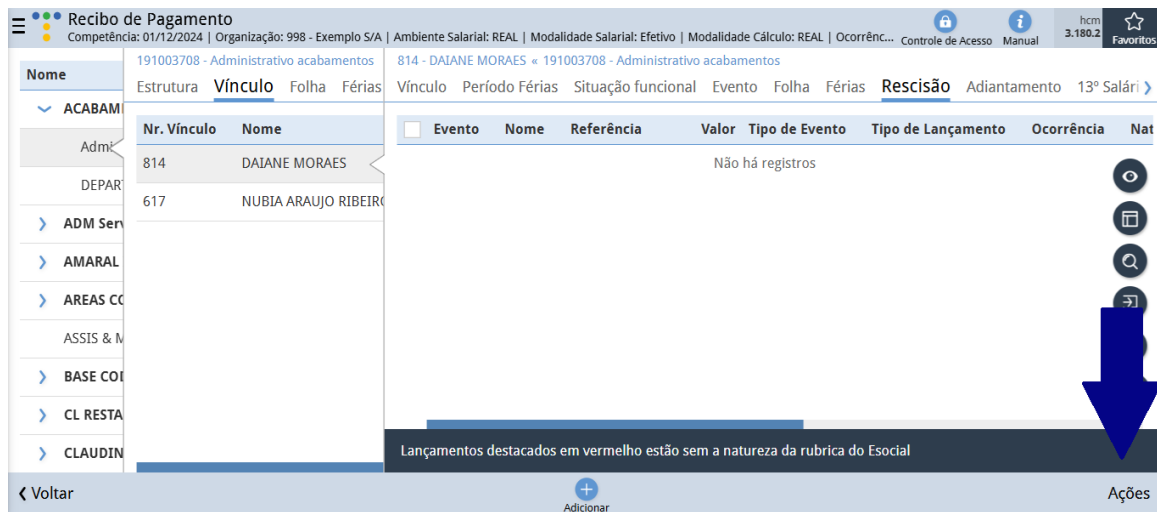 Recibo de Pagamento
Competência: 01/12/2024 | Organização: 998 - Exemplo S/A | Ambiente Salarial: REAL | Modalidade Salarial: Efetivo | Modalidade Cálculo: REAL | Ocorrênc...
Controle de Acesso
Manual
hcm
3.180.2
Favoritos
Nome
ACABAMI
Admi
DEPAR
ADM Serv
AMARAL
AREAS CO
ASSIS & M
BASE COI
CL RESTA
CLAUDIN
191003708 - Administrativo acabamentos
Estrutura Vínculo Folha Férias
Nr. Vínculo Nome
814 DAIANE MORAES
617 NUBIA ARAUJO RIBEIRO
814 - DAIANE MORAES « 191003708 - Administrativo acabamentos
Vínculo Período Férias Situação funcional Evento Folha Férias Rescisão Adiantamento 13º Salári
Evento Nome Referência Valor Tipo de Evento Tipo de Lançamento Ocorrência Nat
Não há registros
Lançamentos destacados em vermelho estão sem a natureza da rubrica do Esocial
Voltar
Adicionar
Ações